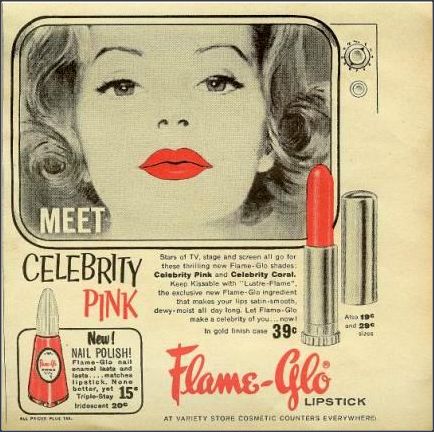 MEET
CELEBRITY
PINK
Stars of TV, stage and screen all go for
these thrilling new Flame-Glo shades:
Celebrity Pink and Celebrity Coral.
Keep Kissable with "Lustre-Flame",
the exclusive new Flame-Glo ingredient
that makes your lips satin-smooth,
dewy-moist all day long. Let Flame-Glo
make a celebrity of you... now!
In gold finish case 39¢
Also 19¢
and 29¢
sizes
New!
NAIL POLISH!
Flame-Glo nail
enamel lasts and
lasts....matches
lipstick. None
better, yet
Triple-Stay 15¢
Iridescent 20¢
Flame-Glo
ALL PRICES PLUS TAX.
Flame-Glo®
LIPSTICK
AT VARIETY STORE COSMETIC COUNTERS EVERYWHERE